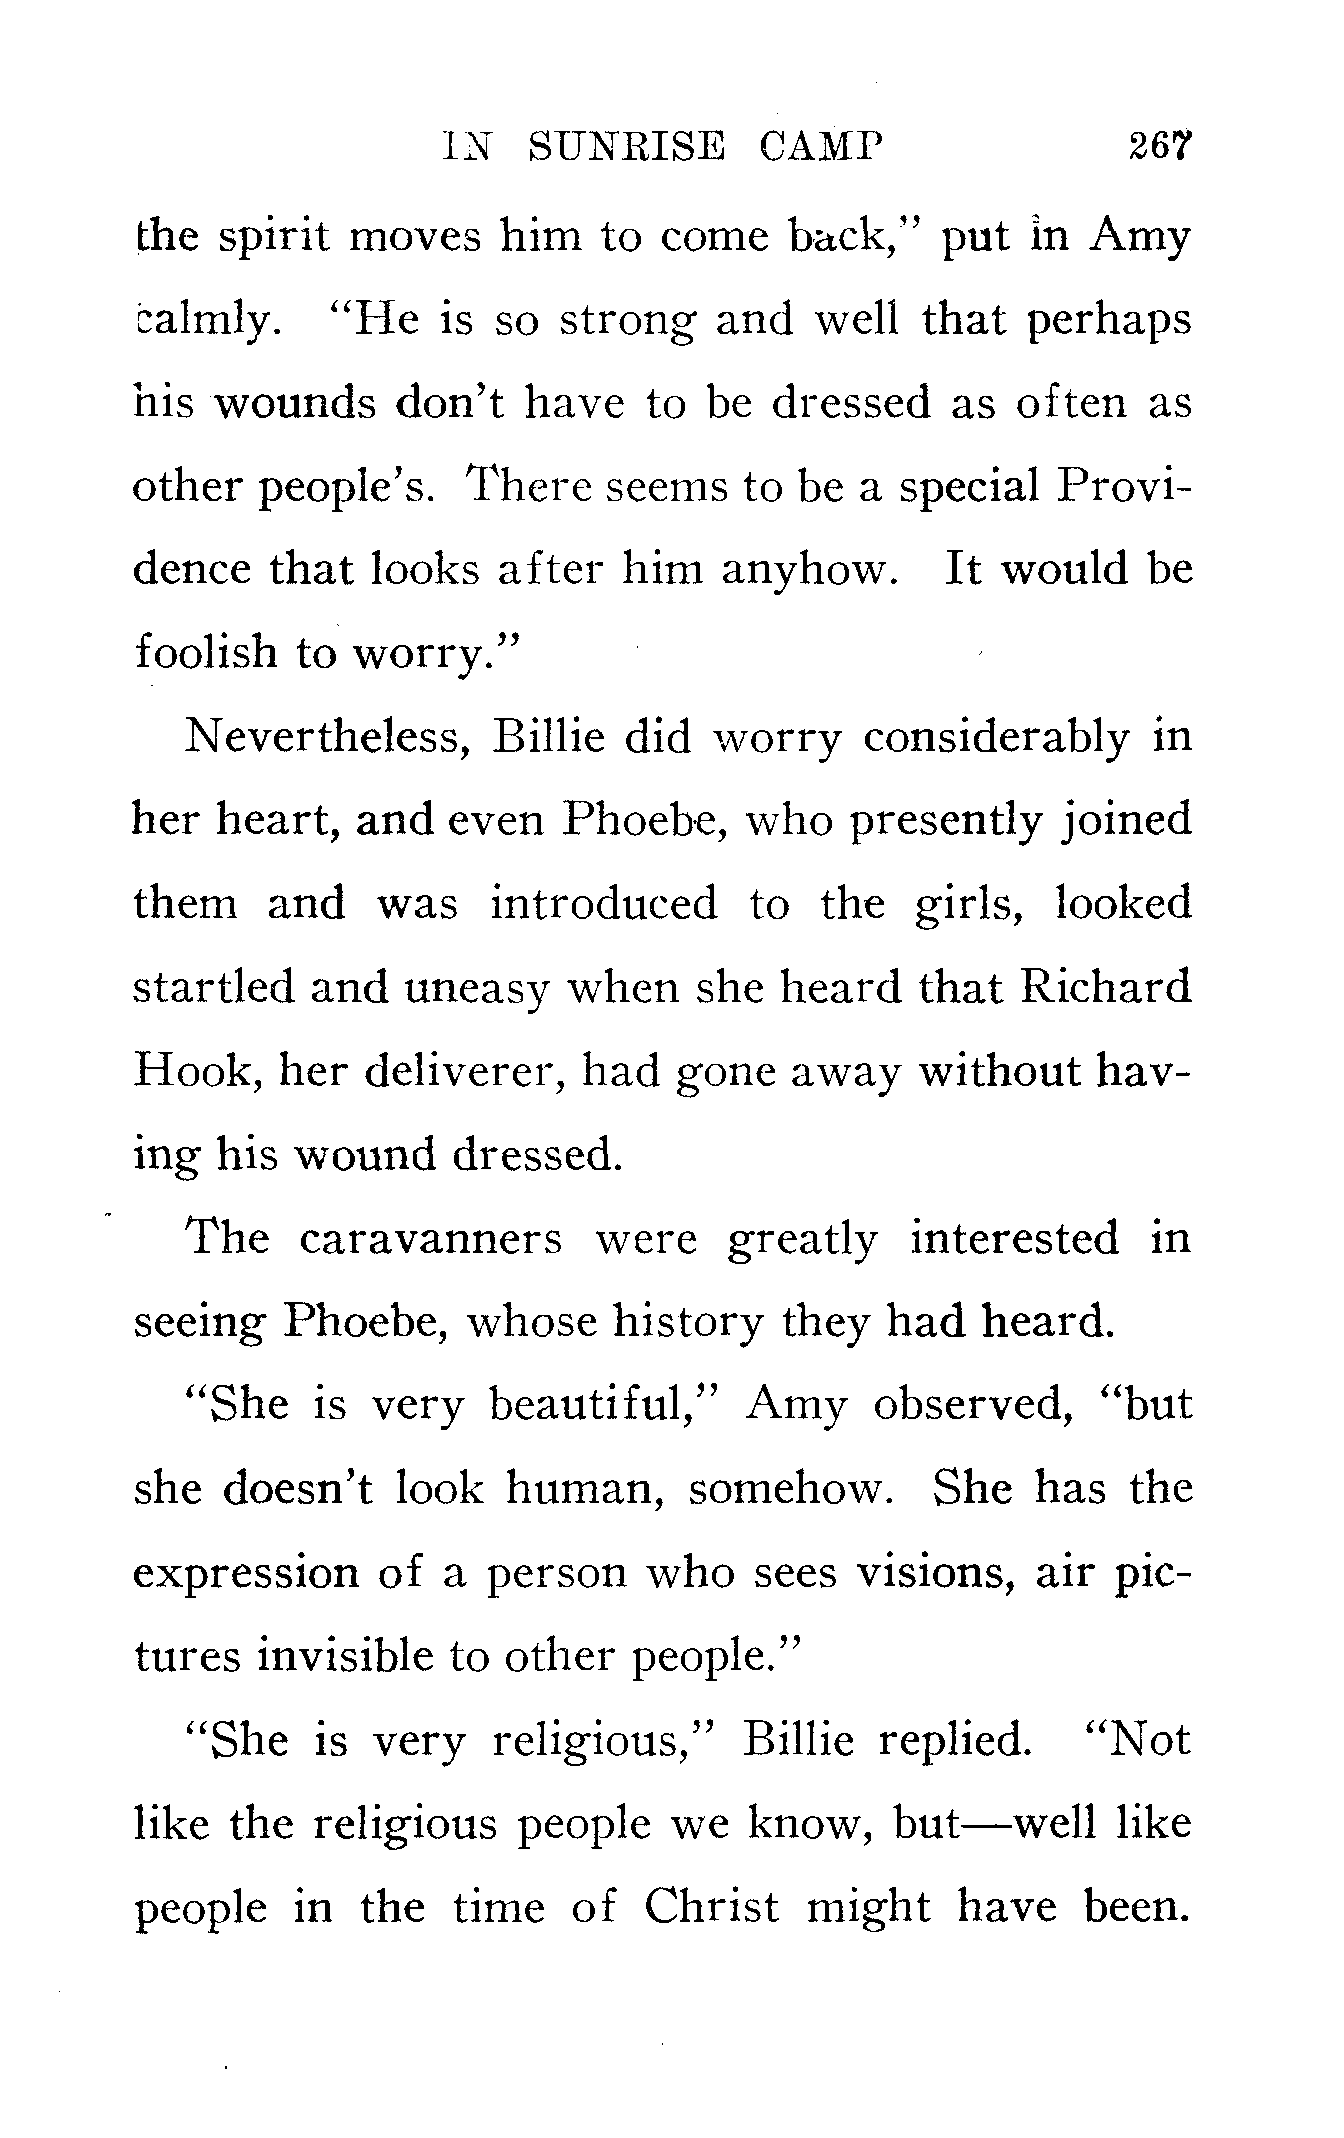 IN SUNRISE CAMP 267
the spirit moves him to come back," put in Amy
calmly. "He is so strong and well that perhaps
his wounds don't have to be dressed as often as
other people's. There seems to be a special Provi-
dence that looks after him anyhow. It would be
foolish to worry."
Nevertheless, Billie did worry considerably in
her heart, and even Phoebe, who presently joined
them and was introduced to the girls, looked
startled and uneasy when she heard that Richard
Hook, her deliverer, had gone away without hav-
ing his wound dressed.
The caravanners were greatly interested in
seeing Phoebe, whose history they had heard.
"She is very beautiful," Amy observed, "but
she doesn't look human, somehow. She has the
expression of a person who sees visions, air pic-
tures invisible to other people."
"She is very religious," Billie replied. "Not
like the religious people we know, but—well like
people in the time of Christ might have been.